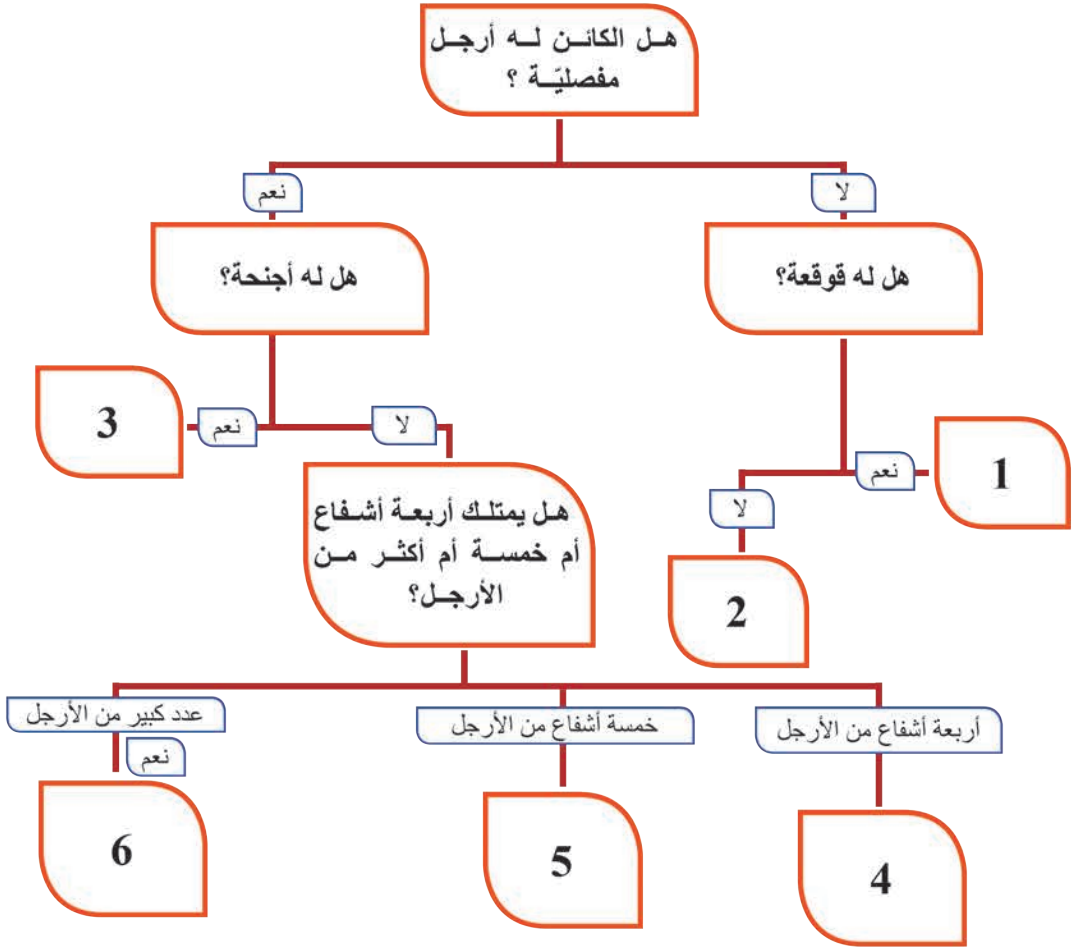 هل الكائن له أرجل
مفصليّة ؟
لا
نعم
هل له قوقعة؟
هل له أجنحة؟
نعم
1
لا
2
لا
نعم
3
هل يمتلك أربعة أشفاع
أم خمسة أم أكثر من
الأرجل؟
أربعة أشفاع من الأرجل
خمسة أشفاع من الأرجل
عدد كبير من الأرجل
نعم
4
5
6